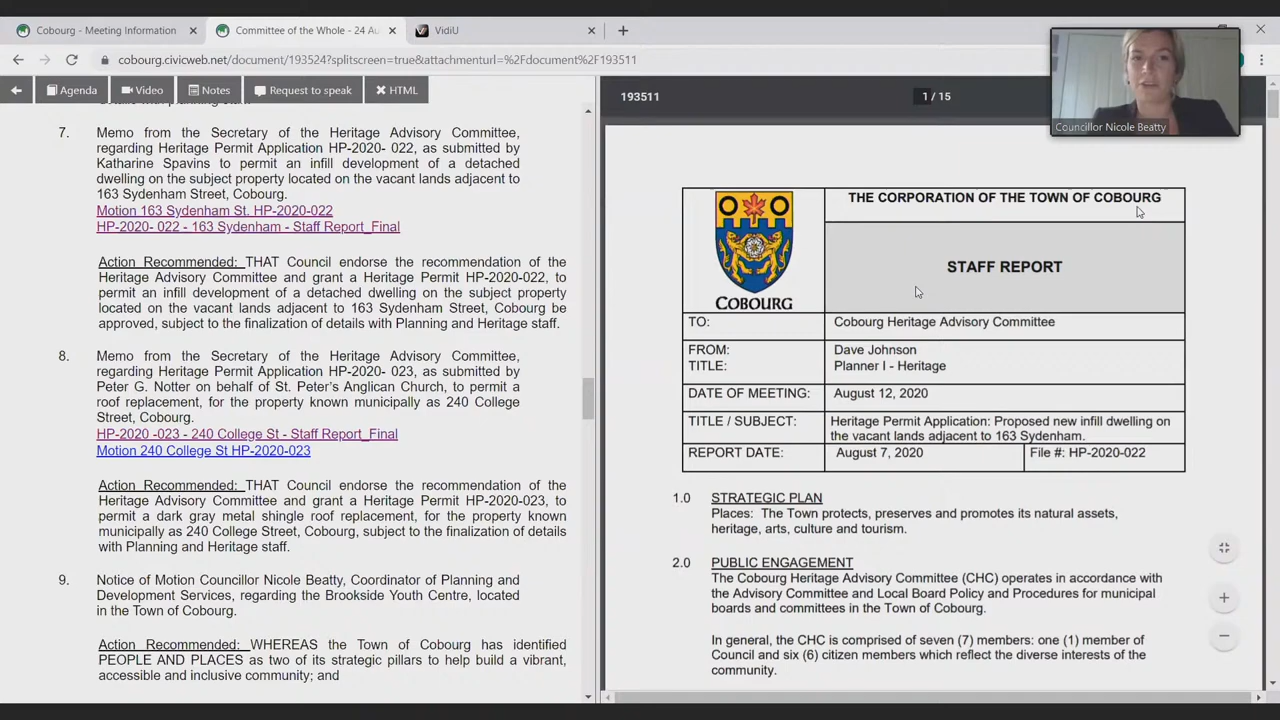 Cobourg - Meeting Information
Committee of the Whole - 24 Au
VidiU
cobourg.civicweb.net/document/193524?splitscreen=true&attachmenturl=%2Fdocument%2F193511
Agenda
Video
Notes
Request to speak
HTML
7. Memo from the Secretary of the Heritage Advisory Committee,
regarding Heritage Permit Application HP-2020- 022, as submitted by
Katharine Spavins to permit an infill development of a detached
dwelling on the subject property located on the vacant lands adjacent to
163 Sydenham Street, Cobourg.
Motion 163 Sydenham St. HP-2020-022
HP-2020- 022 - 163 Sydenham - Staff Report_Final
Action Recommended: THAT Council endorse the recommendation of the
Heritage Advisory Committee and grant a Heritage Permit HP-2020-022, to
permit an infill development of a detached dwelling on the subject property
located on the vacant lands adjacent to 163 Sydenham Street, Cobourg be
approved, subject to the finalization of details with Planning and Heritage staff.
8. Memo from the Secretary of the Heritage Advisory Committee,
regarding Heritage Permit Application HP-2020- 023, as submitted by
Peter G. Notter on behalf of St. Peter's Anglican Church, to permit a
roof replacement, for the property known municipally as 240 College
Street, Cobourg.
HP-2020 -023 - 240 College St - Staff Report_Final
Motion 240 College St HP-2020-023
Action Recommended: THAT Council endorse the recommendation of the
Heritage Advisory Committee and grant a Heritage Permit HP-2020-023, to
permit a dark gray metal shingle roof replacement, for the property known
municipally as 240 College Street, Cobourg, subject to the finalization of details
with Planning and Heritage staff.
9. Notice of Motion Councillor Nicole Beatty, Coordinator of Planning and
Development Services, regarding the Brookside Youth Centre, located
in the Town of Cobourg.
Action Recommended: WHEREAS the Town of Cobourg has identified
PEOPLE AND PLACES as two of its strategic pillars to help build a vibrant,
accessible and inclusive community; and
193511
1 / 15
Councillor Nicole Beatty
COBOURG
THE CORPORATION OF THE TOWN OF COBOURG
STAFF REPORT
TO: Cobourg Heritage Advisory Committee
FROM: Dave Johnson
TITLE: Planner I - Heritage
DATE OF MEETING: August 12, 2020
TITLE / SUBJECT: Heritage Permit Application: Proposed new infill dwelling on
the vacant lands adjacent to 163 Sydenham.
REPORT DATE: August 7, 2020 File #: HP-2020-022
1.0 STRATEGIC PLAN
Places: The Town protects, preserves and promotes its natural assets,
heritage, arts, culture and tourism.
2.0 PUBLIC ENGAGEMENT
The Cobourg Heritage Advisory Committee (CHC) operates in accordance with
the Advisory Committee and Local Board Policy and Procedures for municipal
boards and committees in the Town of Cobourg.
In general, the CHC is comprised of seven (7) members: one (1) member of
Council and six (6) citizen members which reflect the diverse interests of the
community.